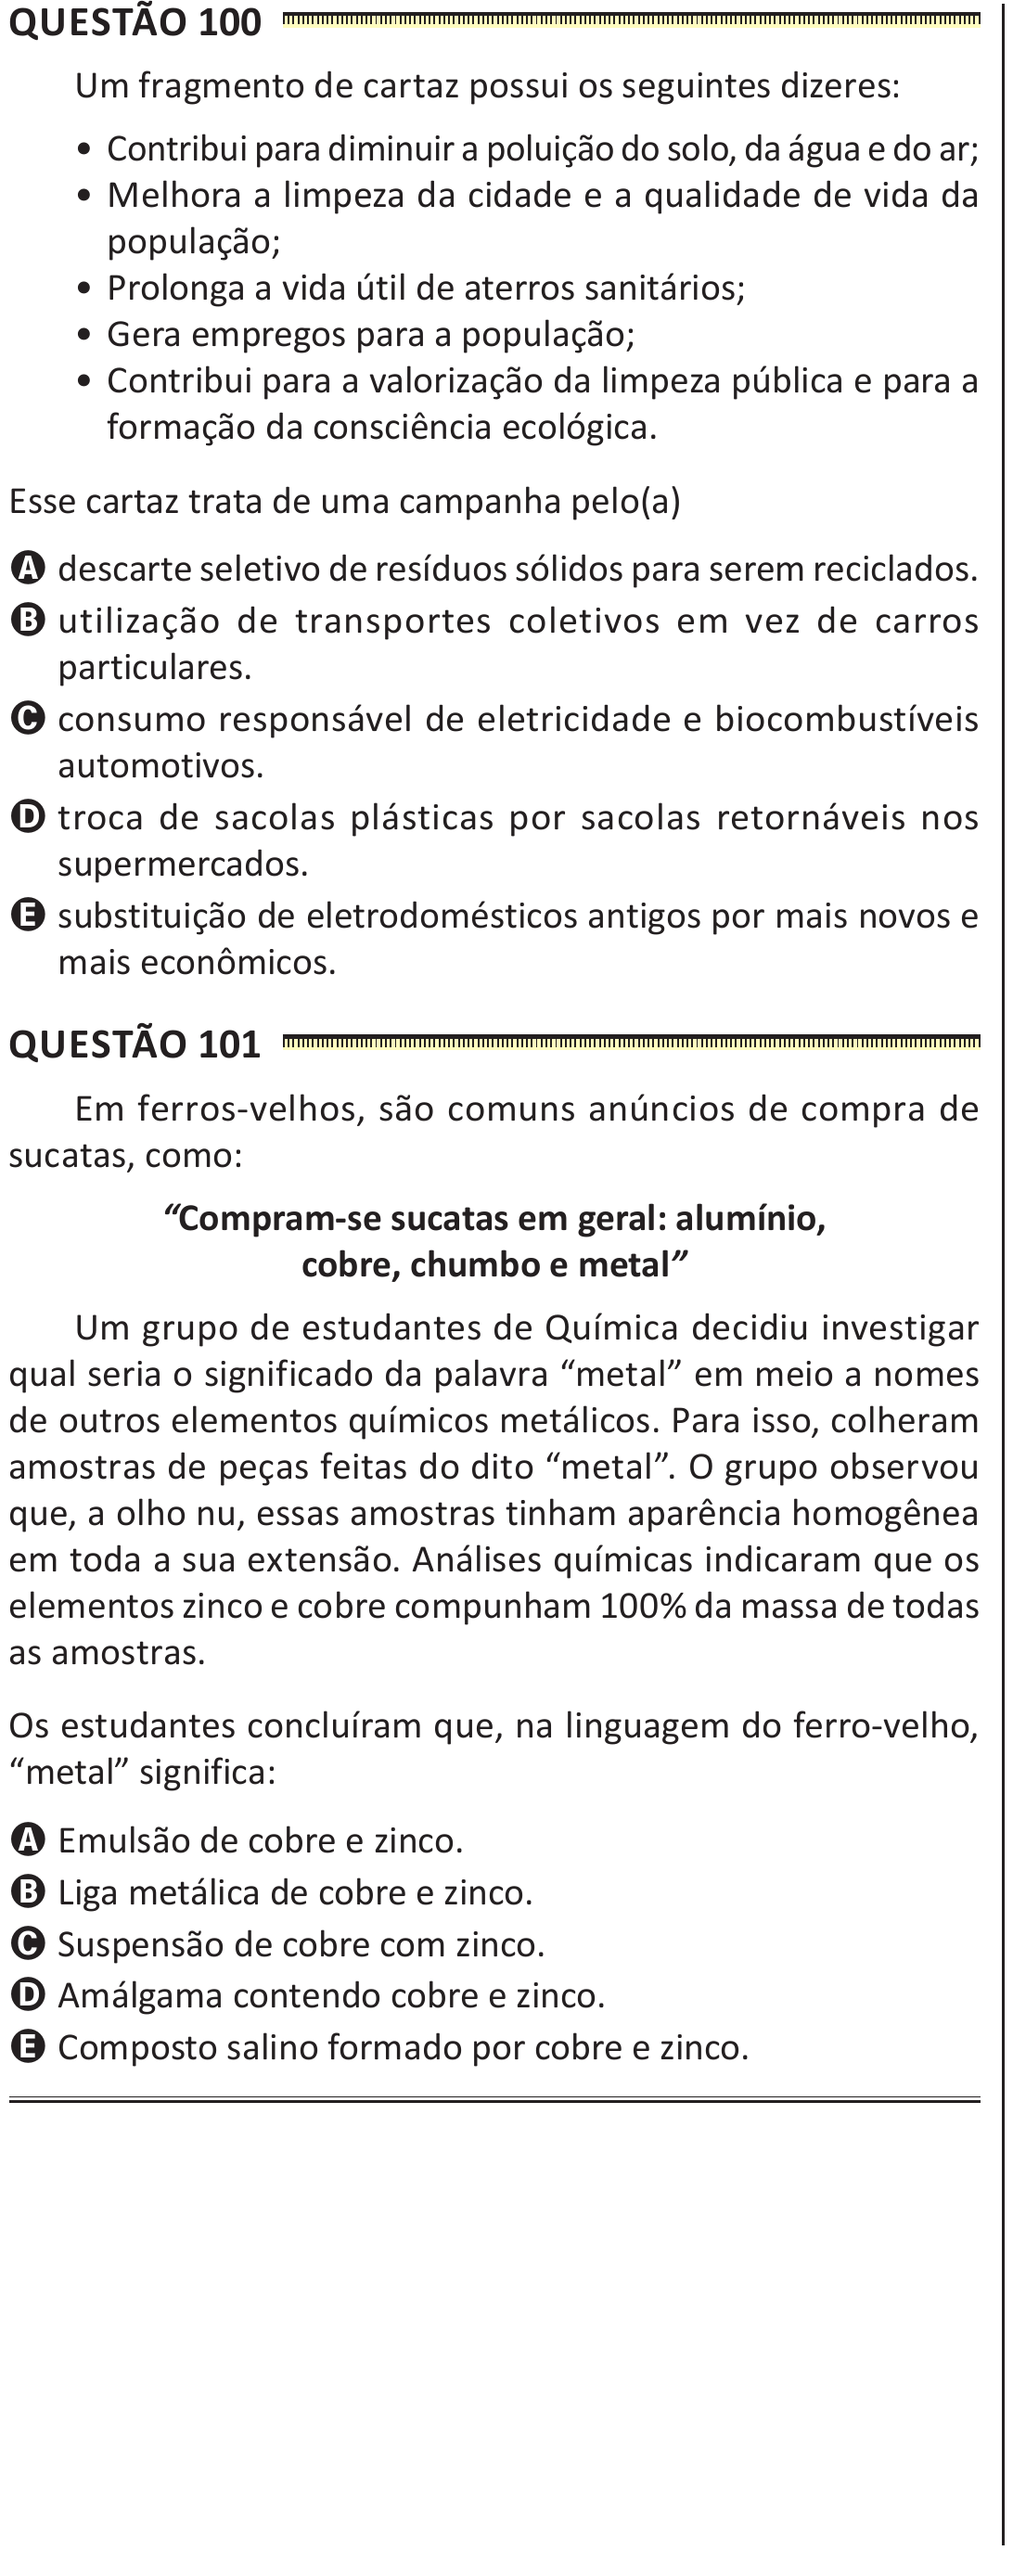 QUESTÃO 100
Um fragmento de cartaz possui os seguintes dizeres:
• Contribui para diminuir a poluição do solo, da água e do ar;
• Melhora a limpeza da cidade e a qualidade de vida da
população;
• Prolonga a vida útil de aterros sanitários;
• Gera empregos para a população;
• Contribui para a valorização da limpeza pública e para a
formação da consciência ecológica.
Esse cartaz trata de uma campanha pelo(a)
A descarte seletivo de resíduos sólidos para serem reciclados.
B utilização de transportes coletivos em vez de carros
particulares.
C consumo responsável de eletricidade e biocombustíveis
automotivos.
D troca de sacolas plásticas por sacolas retornáveis nos
supermercados.
E substituição de eletrodomésticos antigos por mais novos e
mais econômicos.
QUESTÃO 101
Em ferros-velhos, são comuns anúncios de compra de
sucatas, como:
“Compram-se sucatas em geral: alumínio,
cobre, chumbo e metal”
Um grupo de estudantes de Química decidiu investigar
qual seria o significado da palavra “metal” em meio a nomes
de outros elementos químicos metálicos. Para isso, colheram
amostras de peças feitas do dito “metal”. O grupo observou
que, a olho nu, essas amostras tinham aparência homogênea
em toda a sua extensão. Análises químicas indicaram que os
elementos zinco e cobre compunham 100% da massa de todas
as amostras.
Os estudantes concluíram que, na linguagem do ferro-velho,
“metal” significa:
A Emulsão de cobre e zinco.
B Liga metálica de cobre e zinco.
C Suspensão de cobre com zinco.
D Amálgama contendo cobre e zinco.
E Composto salino formado por cobre e zinco.